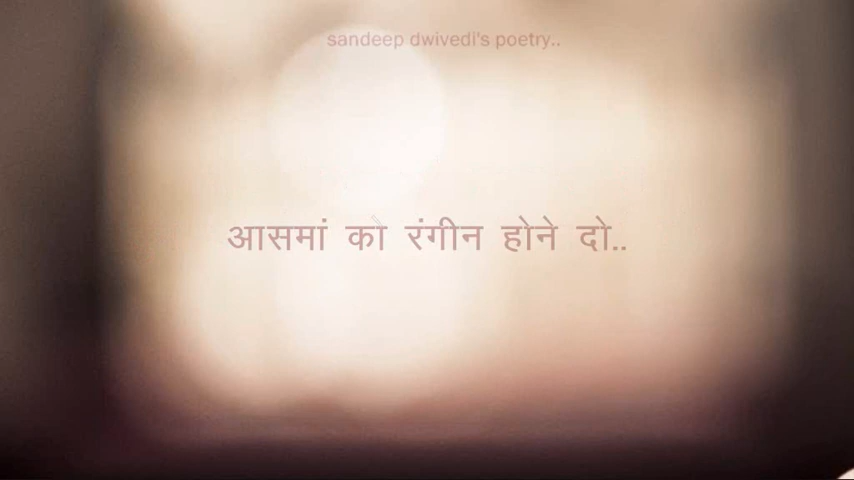 sandeep dwivedi's poetry..
आसमां को रंगीन होने दो..